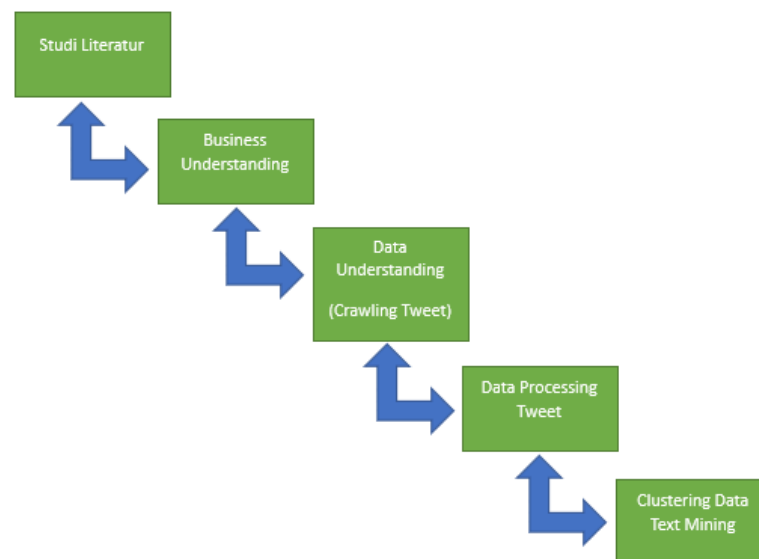 Studi Literatur
Business
Understanding
Data
Understanding
(Crawling Tweet)
Data Processing
Tweet
Clustering Data
Text Mining